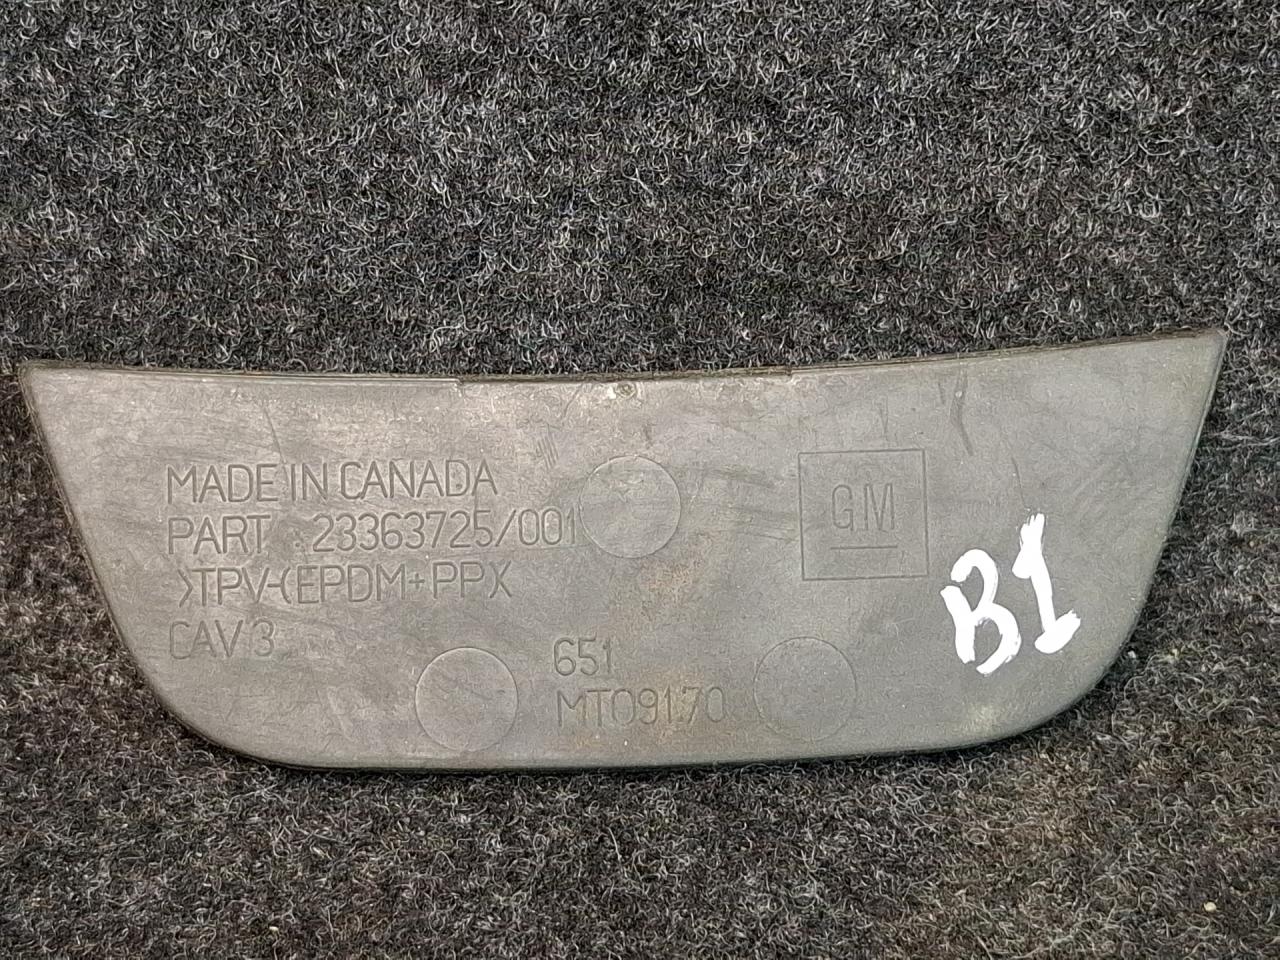 MADE IN CANADA
PART : 23363725/001
>TPV-(EPDM+PP)<
CAV 3
GM
651
MT09170
B1